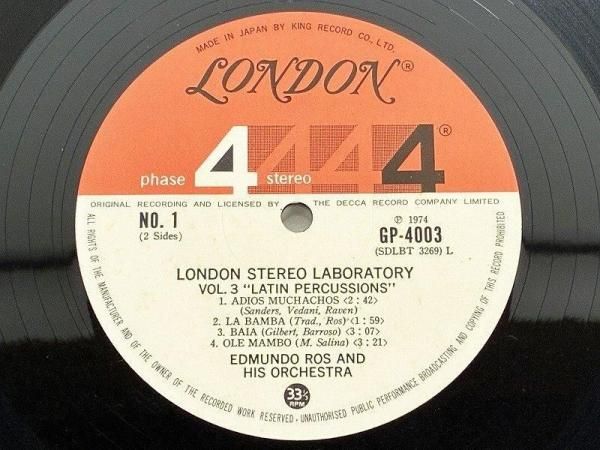 MADE IN JAPAN BY KING RECORD CO., LTD.
LONDON®
phase 4 stereo 4 4 4®
ORIGINAL RECORDING AND LICENSED BY THE DECCA RECORD COMPANY LIMITED
NO. 1
(2 Sides)
℗ 1974
GP-4003
(SDLBT 3269) L
LONDON STEREO LABORATORY
VOL. 3 "LATIN PERCUSSIONS"
1. ADIOS MUCHACHOS <2 : 42>
(Sanders, Vedani, Raven)
2. LA BAMBA (Trad., Ros) <1 : 59>
3. BAIA (Gilbert, Barroso) <3 : 07>
4. OLE MAMBO (M. Salina) <3 : 21>
EDMUNDO ROS AND
HIS ORCHESTRA
33⅓
RPM
ALL RIGHTS OF THE MANUFACTURER AND OF THE OWNER OF THE RECORDED WORK RESERVED · UNAUTHORISED PUBLIC PERFORMANCE BROADCASTING AND COPYING OF THIS RECORD PROHIBITED